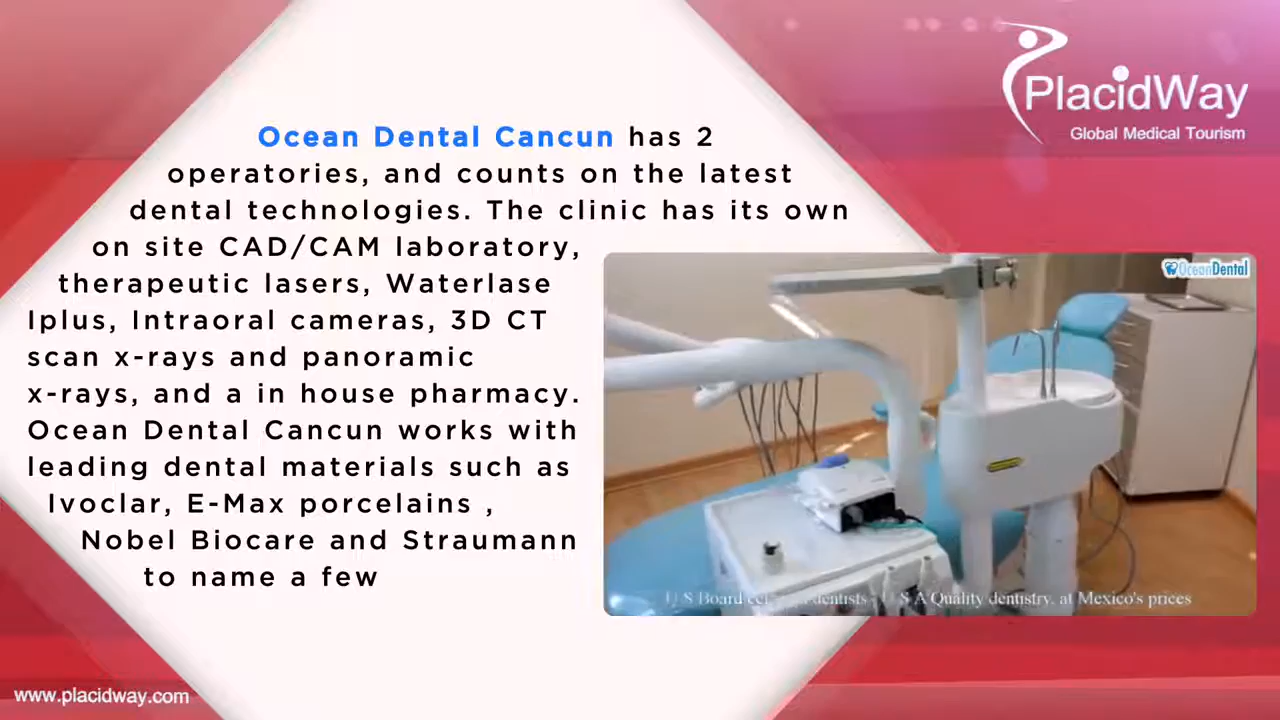 PlacidWay
Global Medical Tourism
Ocean Dental Cancun has 2
operatories, and counts on the latest
dental technologies. The clinic has its own
on site CAD/CAM laboratory,
therapeutic lasers, Waterlase
Iplus, Intraoral cameras, 3D CT
scan x-rays and panoramic
x-rays, and a in house pharmacy.
Ocean Dental Cancun works with
leading dental materials such as
Ivoclar, E-Max porcelains ,
Nobel Biocare and Straumann
to name a few
OceanDental
U S Board dentists - U S A Quality dentistry, at Mexico's prices
www.placidway.com